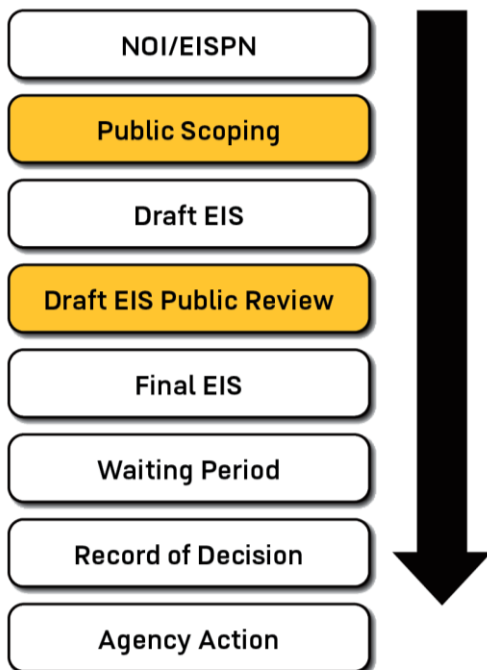 NOI/EISPN
Public Scoping
Draft EIS
Draft EIS Public Review
Final EIS
Waiting Period
Record of Decision
Agency Action